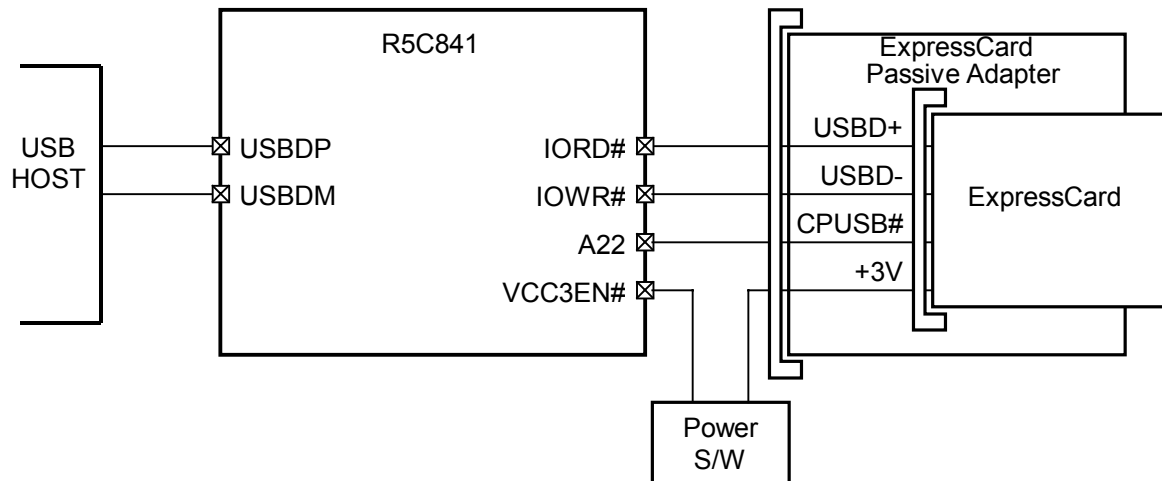 R5C841
ExpressCard
Passive Adapter
USB
HOST
USBDP
USBDM
IORD#
IOWR#
A22
VCC3EN#
USBD+
USBD-
CPUSB#
+3V
ExpressCard
Power
S/W